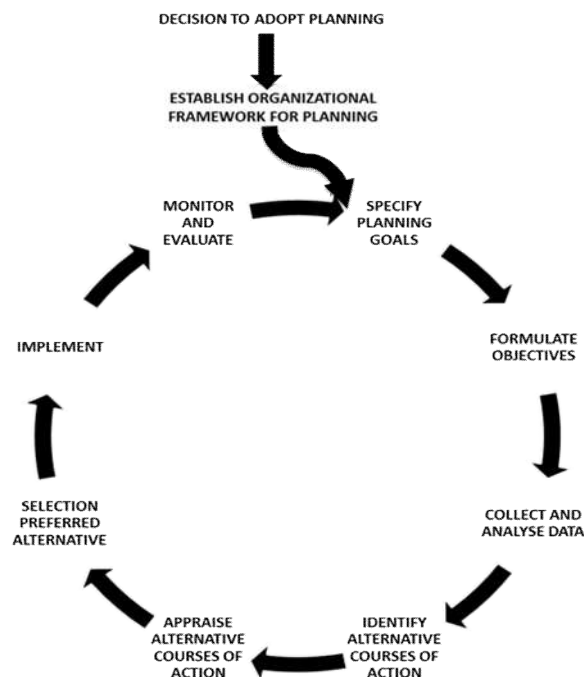 DECISION TO ADOPT PLANNING
ESTABLISH ORGANIZATIONAL
FRAMEWORK FOR PLANNING
MONITOR
AND
EVALUATE
SPECIFY
PLANNING
GOALS
FORMULATE
OBJECTIVES
COLLECT AND
ANALYSE DATA
IDENTIFY
ALTERNATIVE
COURSES OF
ACTION
APPRAISE
ALTERNATIVE
COURSES OF
ACTION
SELECTION
PREFERRED
ALTERNATIVE
IMPLEMENT